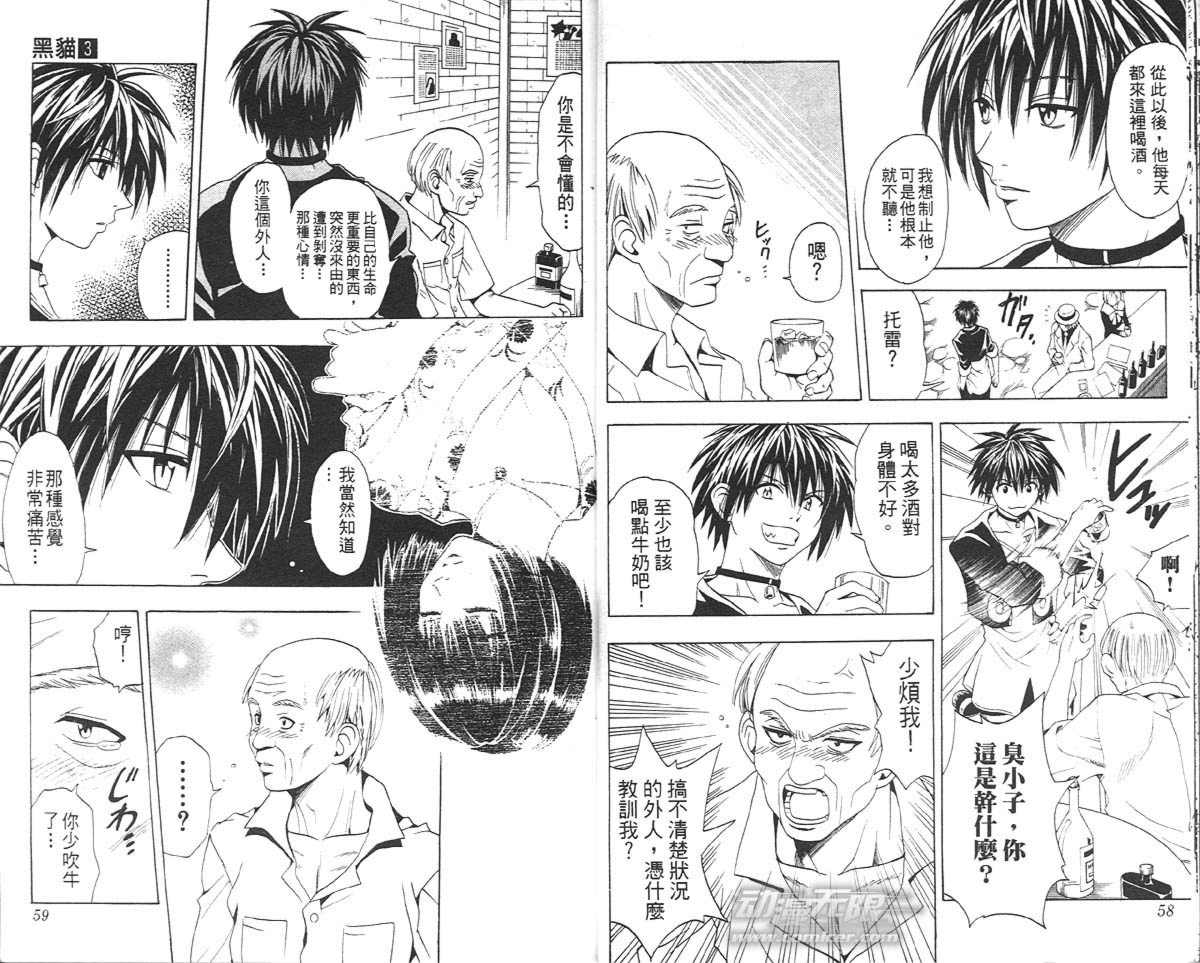 從此以後，他每天
都來這裡喝酒。
我想制止他，
可是他根本
就不聽…
托雷？
ガタ
嗯？
ヒック
ヒュッ
啊！
臭小子，你
這是幹什麼？
喝太多酒對
身體不好。
至少也該
喝點牛奶吧！
少煩我！
搞不清楚狀況
的外人，憑什麼
教訓我？
58
動漫无限
www.comicer.com
黑貓3
你是不會懂的…
比自己的生命
更重要的東西，
突然沒來由的
遭到剝奪…
那種心情…
你這個外人…
………
我當然知道
…
那種感覺
非常痛苦…
……？
哼！
じわ
你少吹牛
了…
59